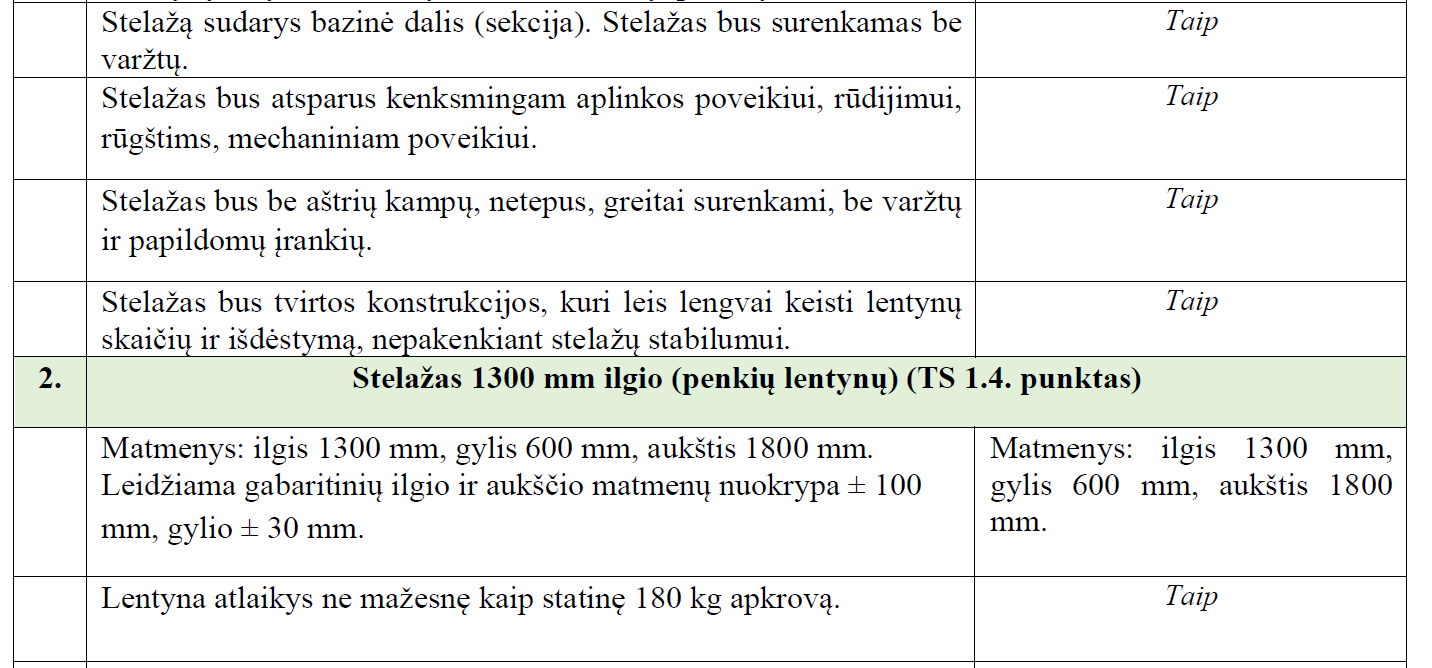 Stelažą sudarys bazinė dalis (sekcija). Stelažas bus surenkamas be
varžtų.
Taip
Stelažas bus atsparus kenksmingam aplinkos poveikiui, rūdijimui,
rūgštims, mechaniniam poveikiui.
Taip
Stelažas bus be aštrių kampų, netepus, greitai surenkami, be varžtų
ir papildomų įrankių.
Taip
Stelažas bus tvirtos konstrukcijos, kuri leis lengvai keisti lentynų
skaičių ir išdėstymą, nepakenkiant stelažų stabilumui.
Taip
2. Stelažas 1300 mm ilgio (penkių lentynų) (TS 1.4. punktas)
Matmenys: ilgis 1300 mm, gylis 600 mm, aukštis 1800 mm.
Leidžiama gabaritinių ilgio ir aukščio matmenų nuokrypa ± 100
mm, gylio ± 30 mm.
Matmenys: ilgis 1300 mm,
gylis 600 mm, aukštis 1800
mm.
Lentyna atlaikys ne mažesnę kaip statinę 180 kg apkrovą.
Taip